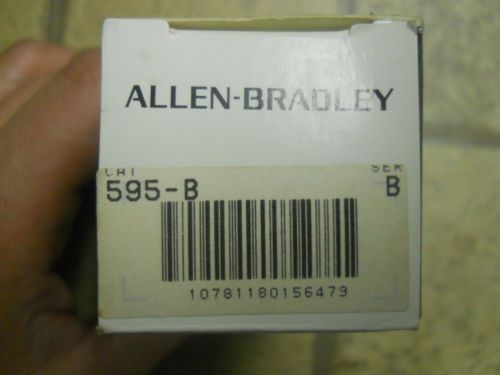 ALLEN-BRADLEY
CAT SER
595-B B
10781180156479